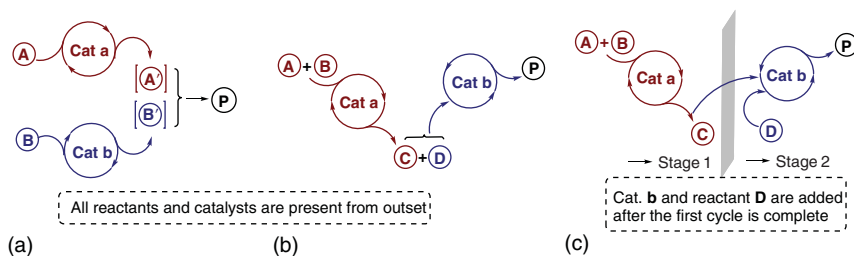 A
Cat a
[A′]
[B′]
P
B
Cat b
All reactants and catalysts are present from outset
(a)
A + B
Cat a
C + D
Cat b
P
(b)
A + B
Cat a
C
Cat b
P
D
Stage 1
Stage 2
Cat. b and reactant D are added
after the first cycle is complete
(c)